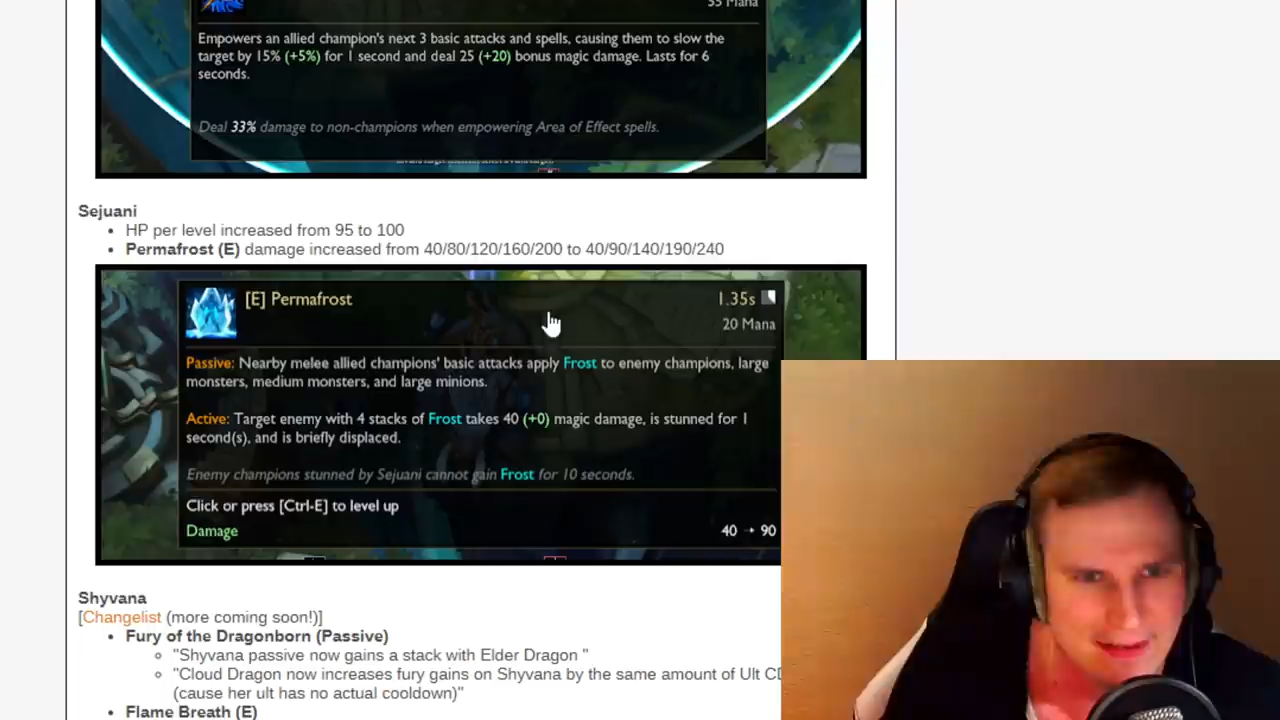 35 Mana
Empowers an allied champion's next 3 basic attacks and spells, causing them to slow the
target by 15% (+5%) for 1 second and deal 25 (+20) bonus magic damage. Lasts for 6
seconds.
Deal 33% damage to non-champions when empowering Area of Effect spells.
Sejuani
• HP per level increased from 95 to 100
• Permafrost (E) damage increased from 40/80/120/160/200 to 40/90/140/190/240
[E] Permafrost
1.35s
20 Mana
Passive: Nearby melee allied champions' basic attacks apply Frost to enemy champions, large
monsters, medium monsters, and large minions.
Active: Target enemy with 4 stacks of Frost takes 40 (+0) magic damage, is stunned for 1
second(s), and is briefly displaced.
Enemy champions stunned by Sejuani cannot gain Frost for 10 seconds.
Click or press [Ctrl-E] to level up
Damage 40 → 90
Shyvana
[Changelist (more coming soon!)]
• Fury of the Dragonborn (Passive)
"Shyvana passive now gains a stack with Elder Dragon "
"Cloud Dragon now increases fury gains on Shyvana by the same amount of Ult
(cause her ult has no actual cooldown)"
• Flame Breath (E)